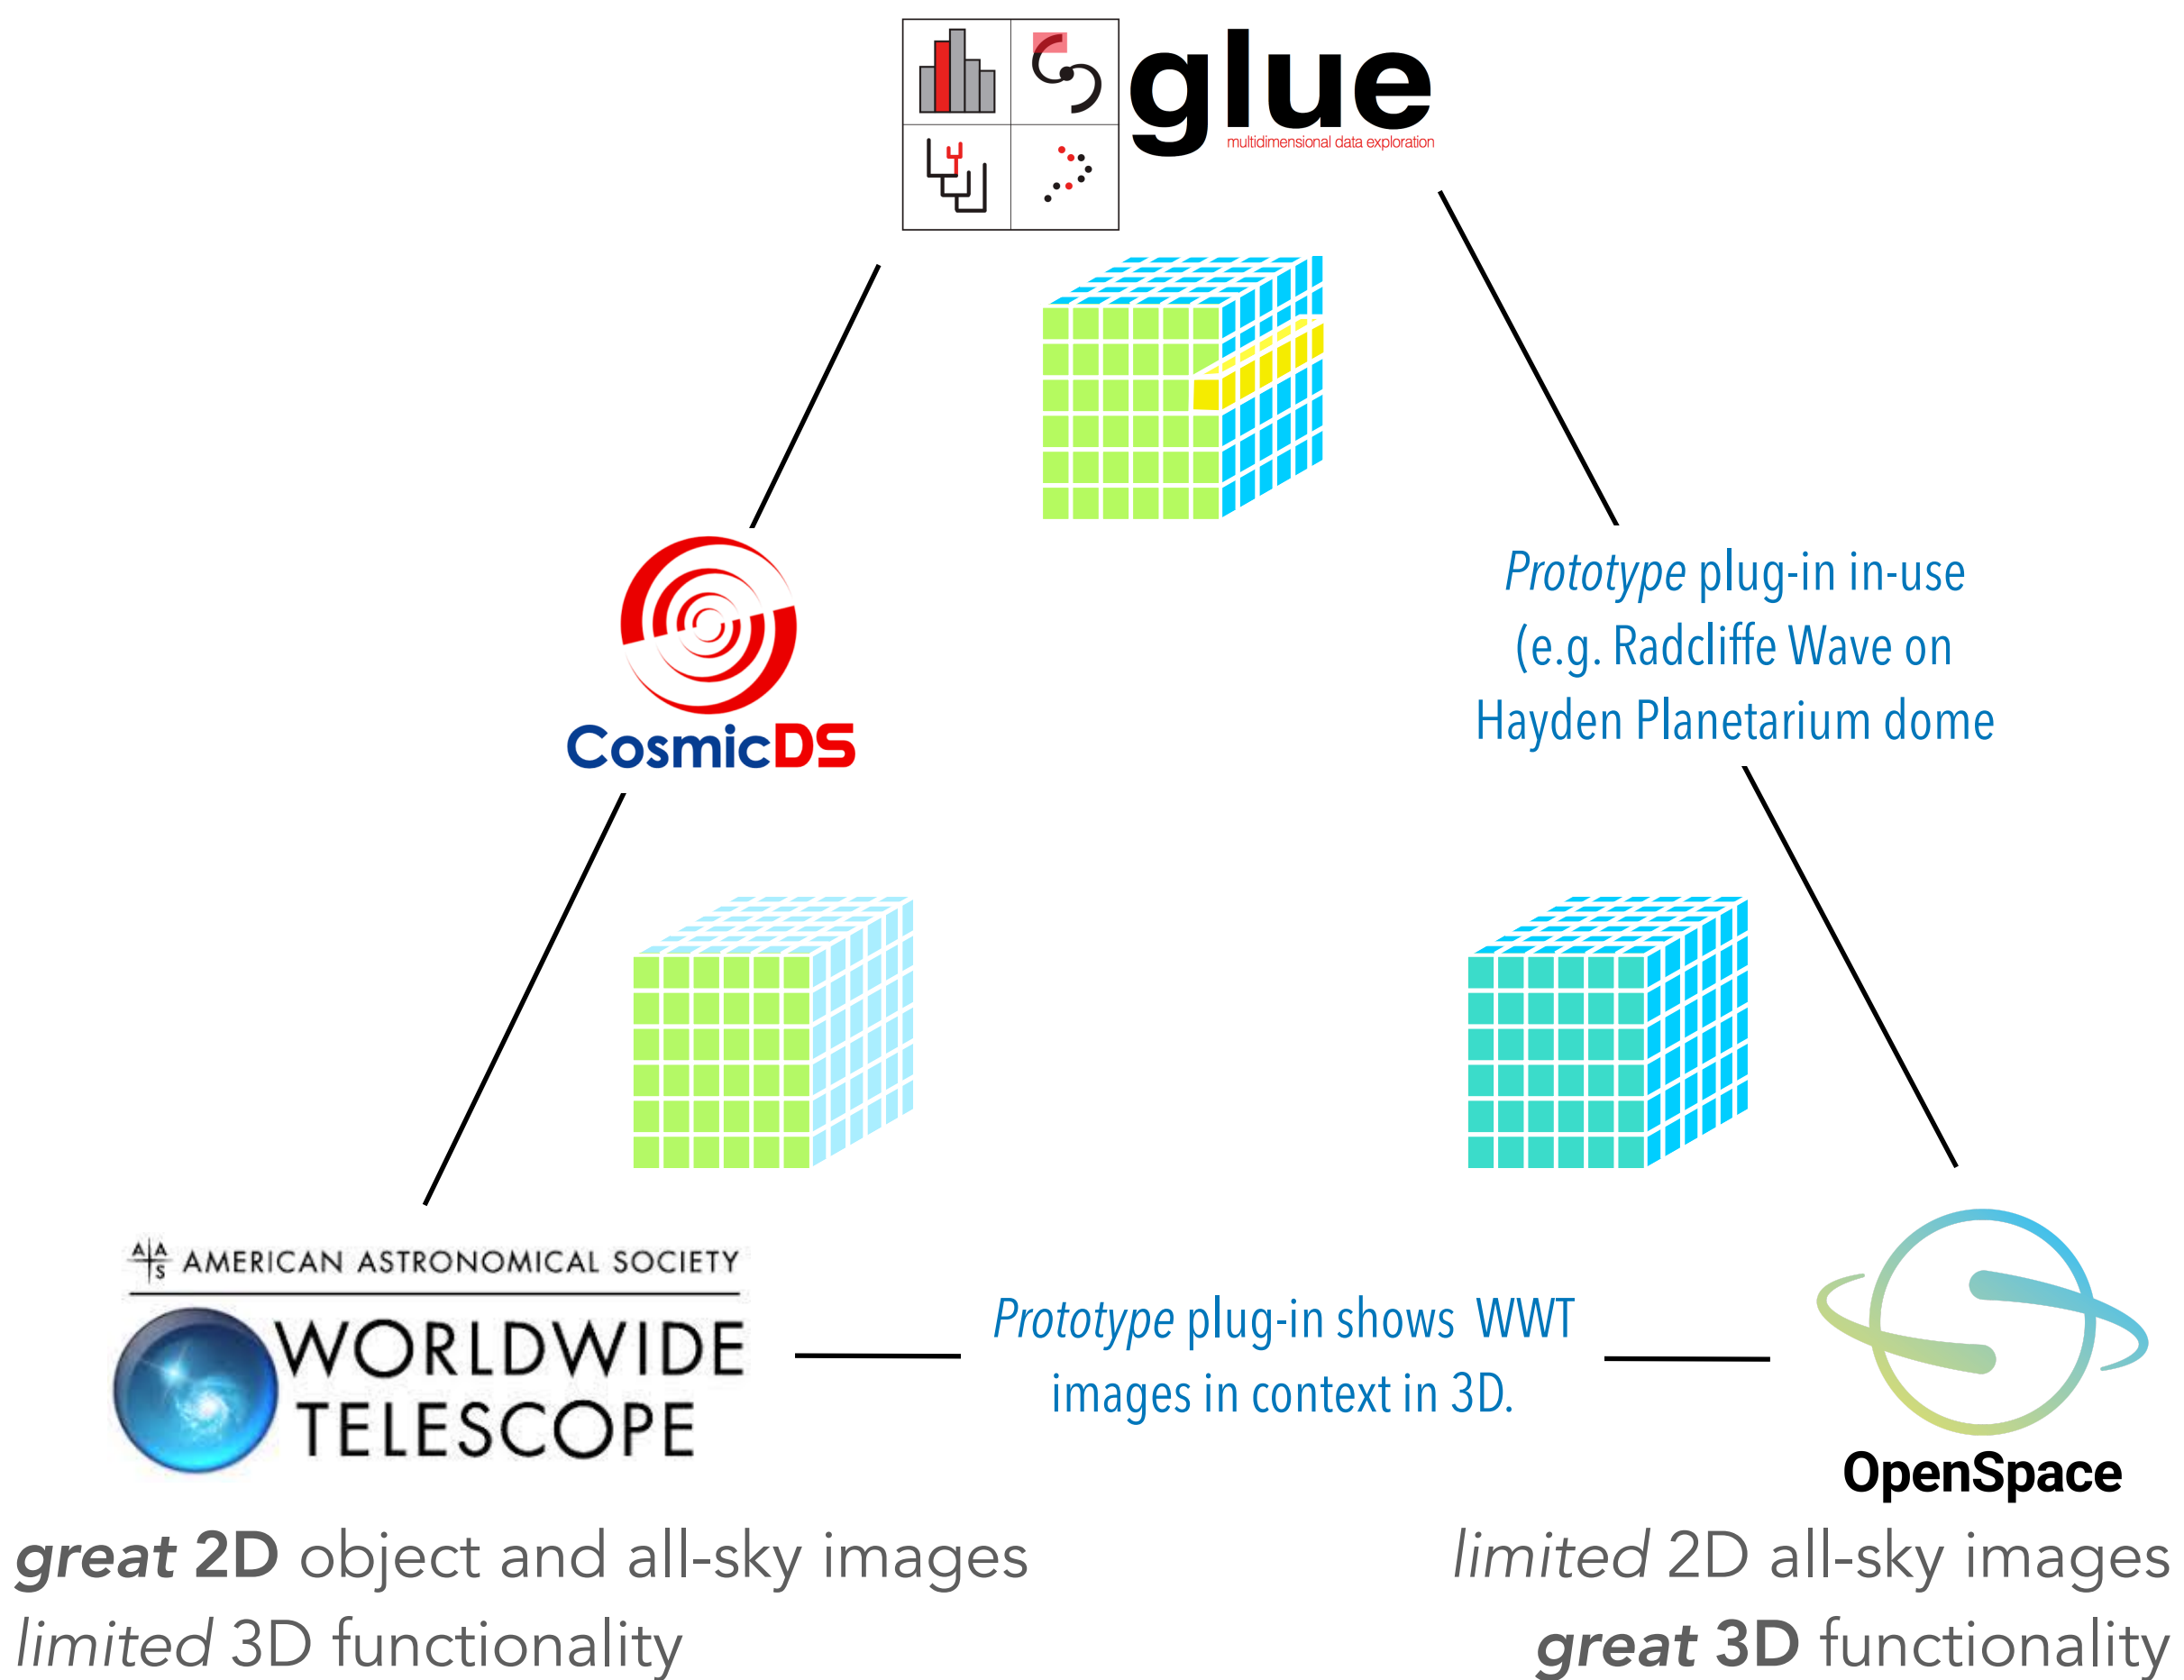 glue
multidimensional data exploration
Prototype plug-in in-use
(e.g. Radcliffe Wave on
Hayden Planetarium dome
CosmicDS
AAS AMERICAN ASTRONOMICAL SOCIETY
WORLDWIDE
TELESCOPE
Prototype plug-in shows WWT
images in context in 3D.
OpenSpace
great 2D object and all-sky images
limited 3D functionality
limited 2D all-sky images
great 3D functionality